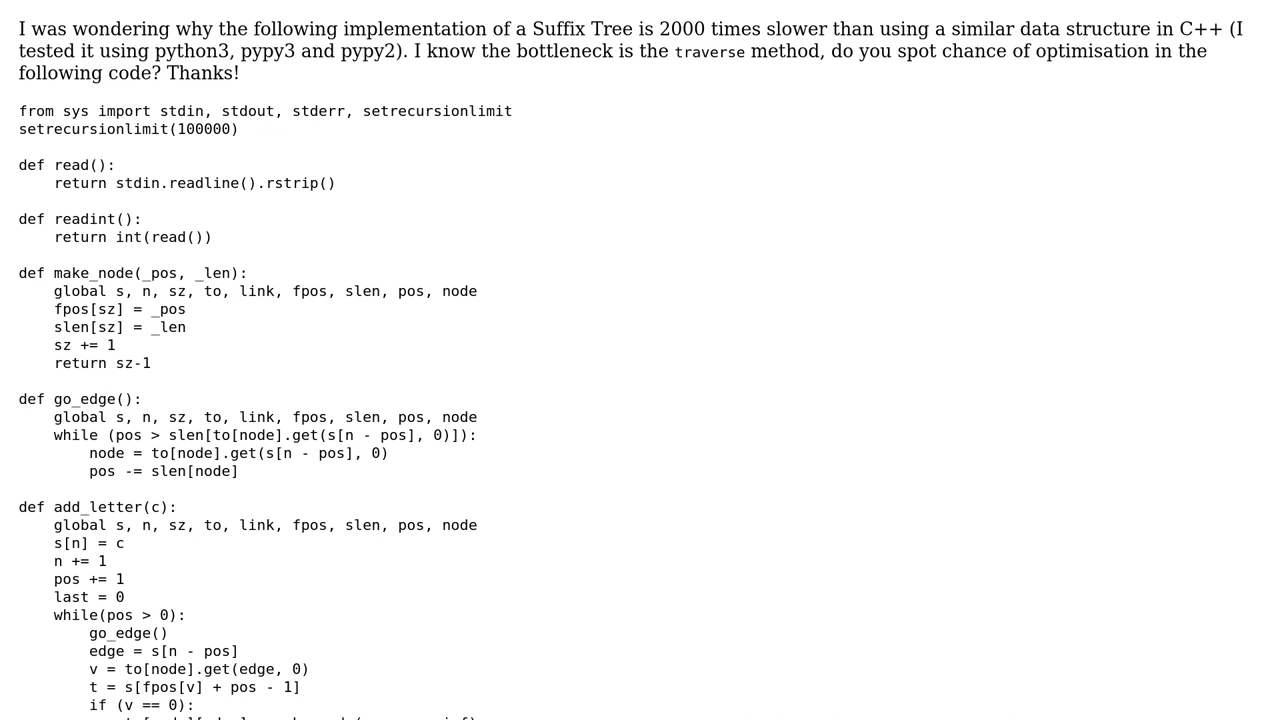 I was wondering why the following implementation of a Suffix Tree is 2000 times slower than using a similar data structure in C++ (I
tested it using python3, pypy3 and pypy2). I know the bottleneck is the traverse method, do you spot chance of optimisation in the
following code? Thanks!
from sys import stdin, stdout, stderr, setrecursionlimit
setrecursionlimit(100000)
def read():
    return stdin.readline().rstrip()
def readint():
    return int(read())
def make_node(_pos, _len):
    global s, n, sz, to, link, fpos, slen, pos, node
    fpos[sz] = _pos
    slen[sz] = _len
    sz += 1
    return sz-1
def go_edge():
    global s, n, sz, to, link, fpos, slen, pos, node
    while (pos > slen[to[node].get(s[n - pos], 0)]):
        node = to[node].get(s[n - pos], 0)
        pos -= slen[node]
def add_letter(c):
    global s, n, sz, to, link, fpos, slen, pos, node
    s[n] = c
    n += 1
    pos += 1
    last = 0
    while(pos > 0):
        go_edge()
        edge = s[n - pos]
        v = to[node].get(edge, 0)
        t = s[fpos[v] + pos - 1]
        if (v == 0):